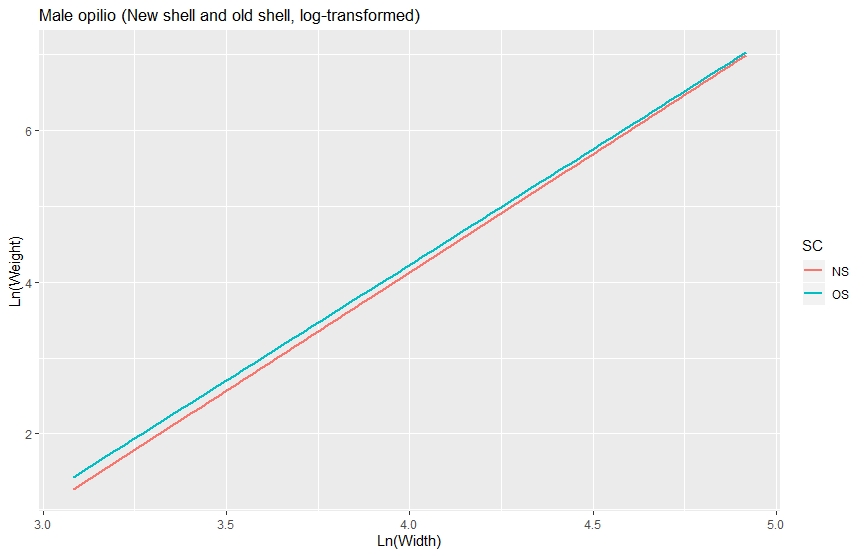 Male opilio (New shell and old shell, log-transformed)
6
4
2
Ln(Weight)
3.0 3.5 4.0 4.5 5.0
Ln(Width)
SC
NS
OS